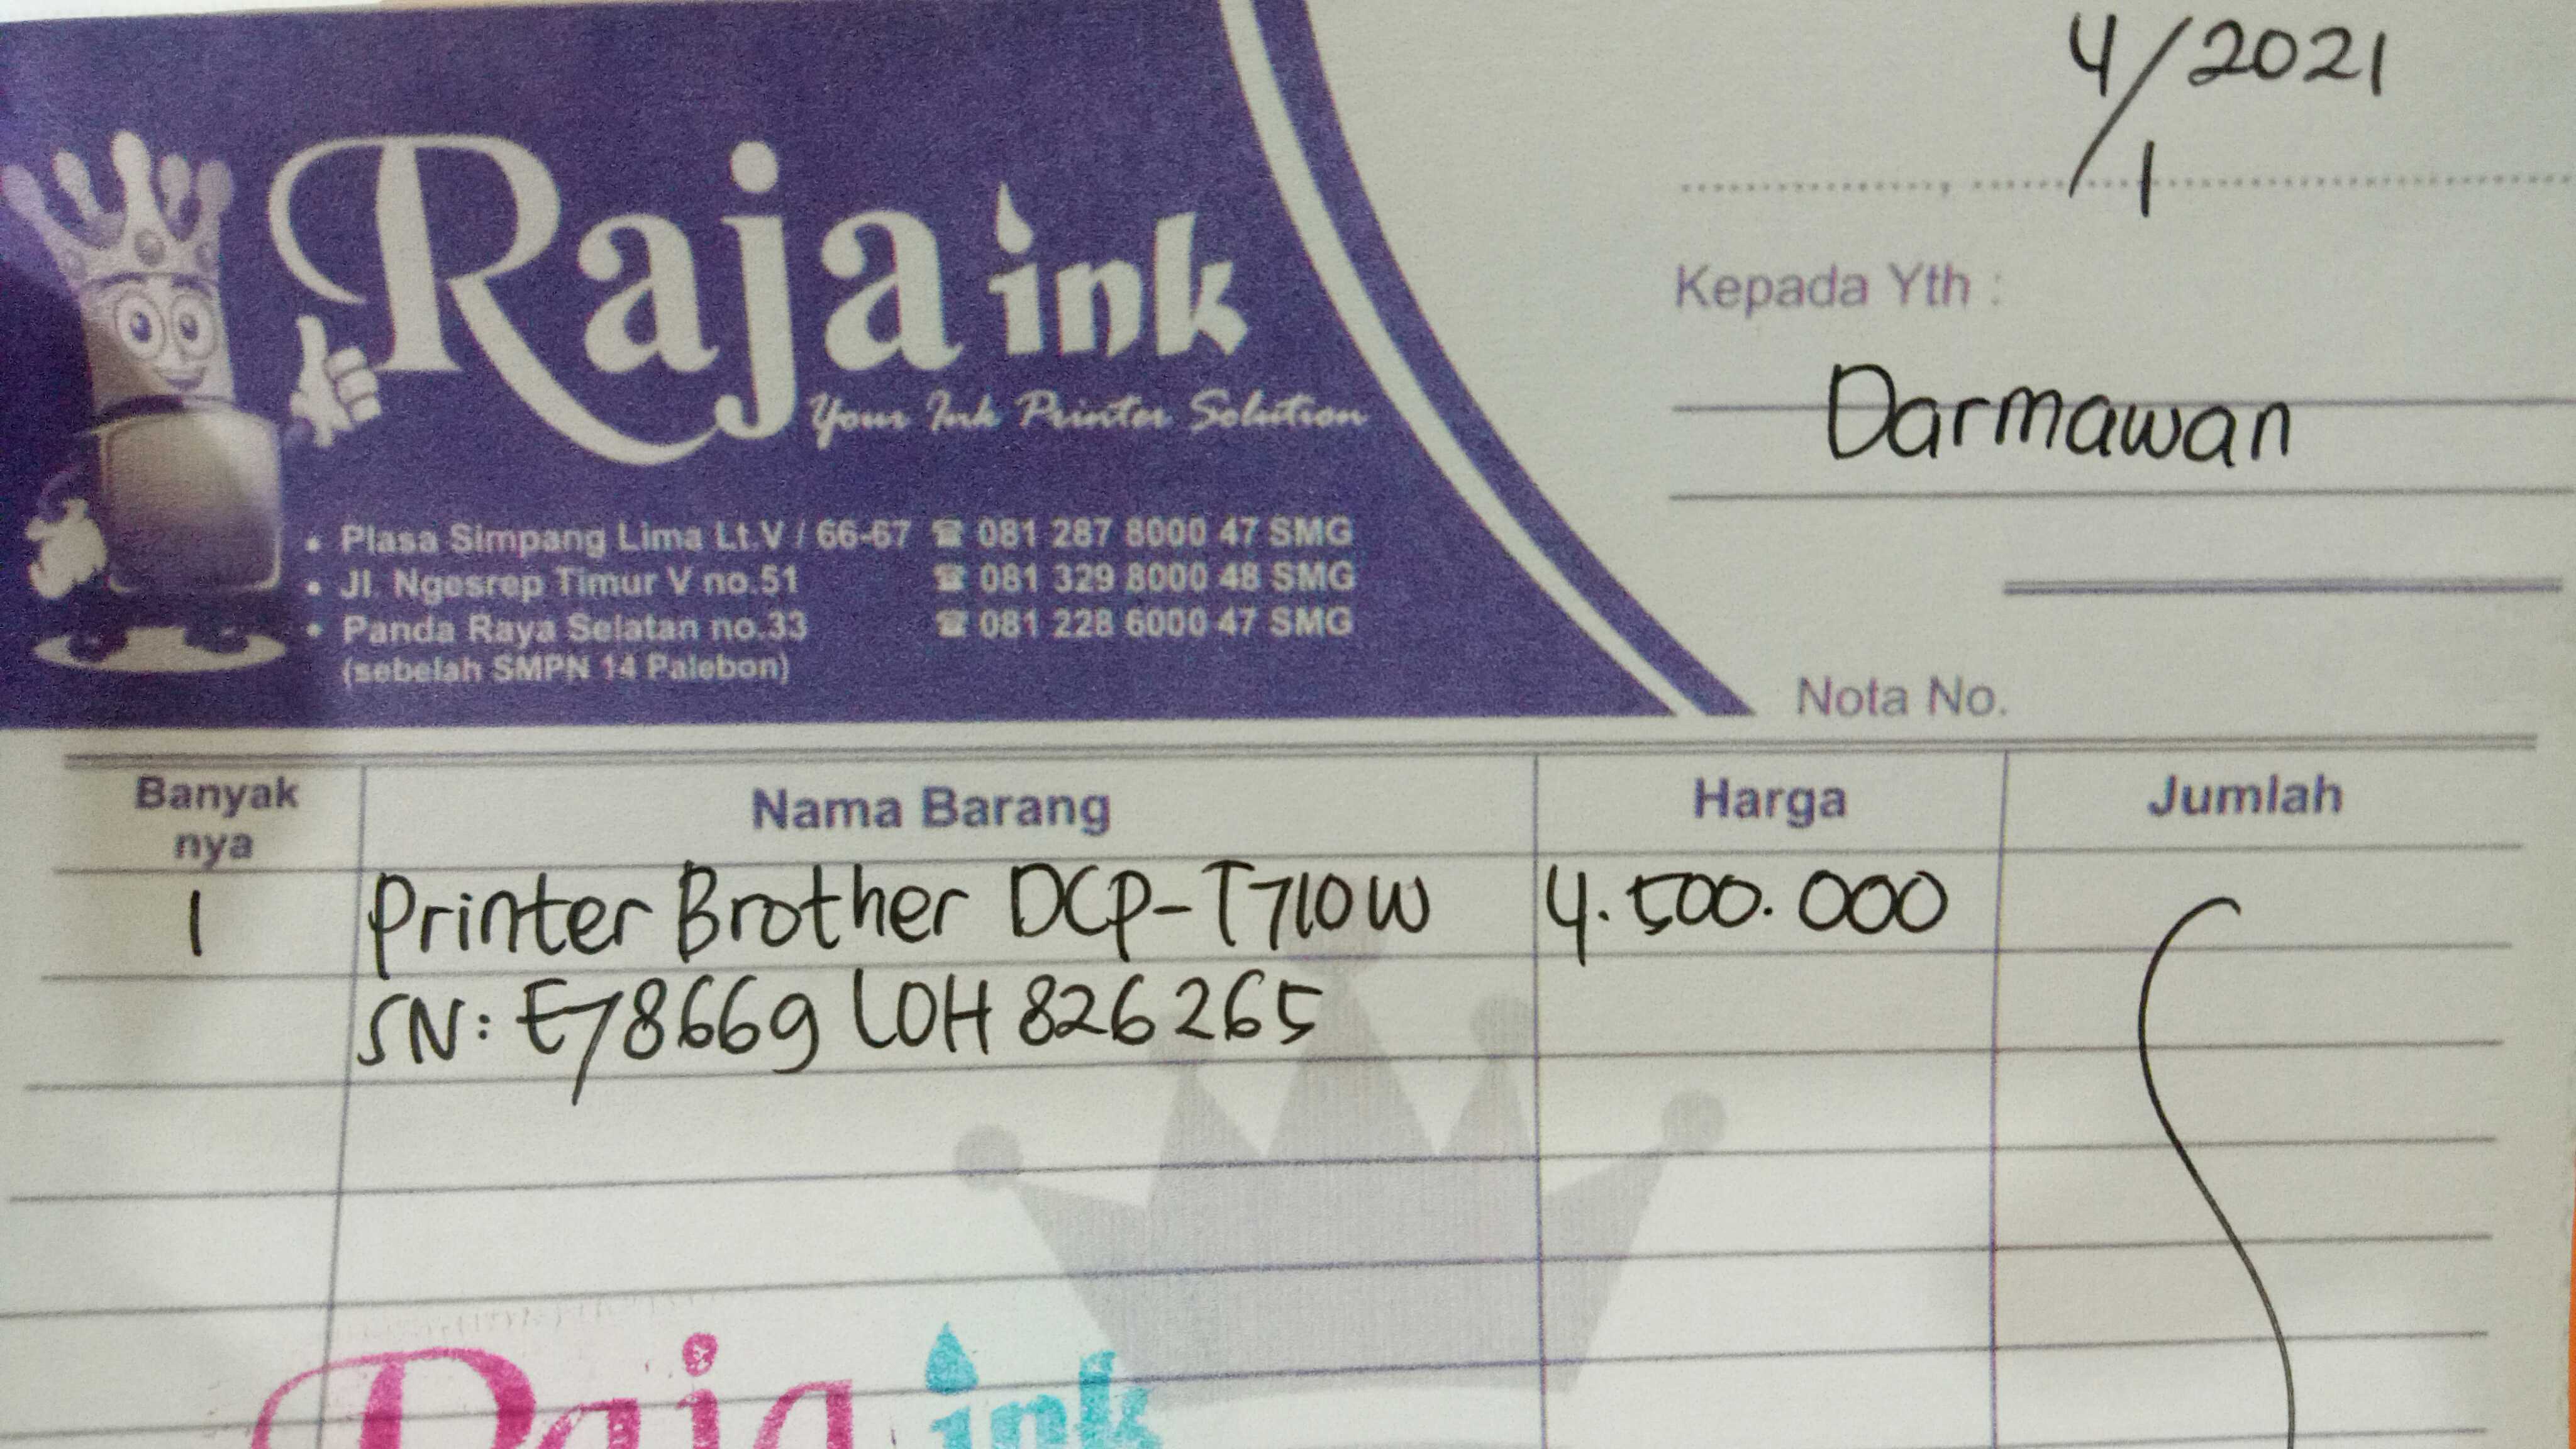 4/1 2021
Raja ink
Your Ink Printer Solution
• Plasa Simpang Lima Lt.V / 66-67 ☎ 081 287 8000 47 SMG
• Jl. Ngesrep Timur V no.51 ☎ 081 329 8000 48 SMG
• Panda Raya Selatan no.33 ☎ 081 228 6000 47 SMG
(sebelah SMPN 14 Palebon)
Kepada Yth :
Darmawan
Nota No.
Banyak nya Nama Barang Harga Jumlah
1 Printer Brother DCP-T710W 4.500.000
SN: E78669L0H826265
Raja ink